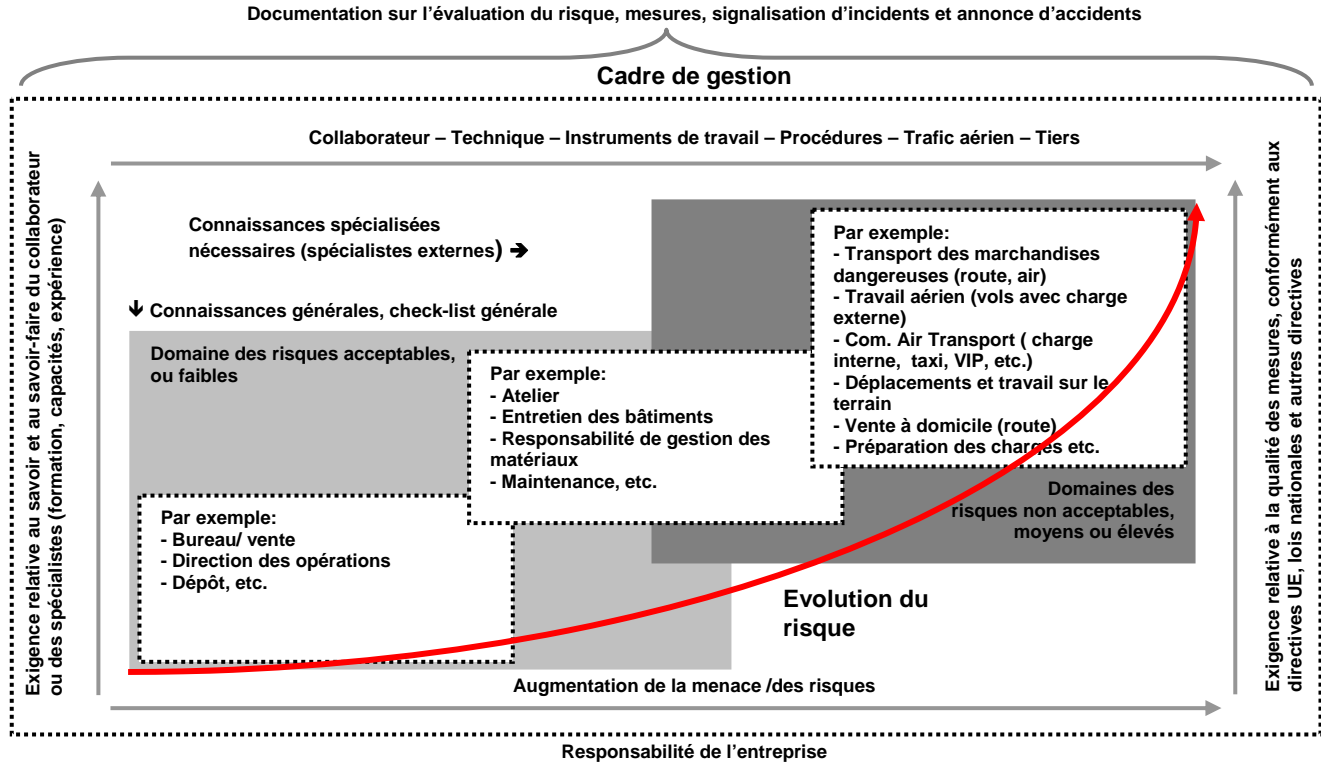 Documentation sur l'évaluation du risque, mesures, signalisation d'incidents et annonce d'accidents
Cadre de gestion
Collaborateur – Technique – Instruments de travail – Procédures – Trafic aérien – Tiers
Exigence relative au savoir et au savoir-faire du collaborateur
ou des spécialistes (formation, capacités, expérience)
Connaissances spécialisées
nécessaires (spécialistes externes) ➔
🡳 Connaissances générales, check-list générale
Domaine des risques acceptables,
ou faibles
Par exemple:
- Bureau/ vente
- Direction des opérations
- Dépôt, etc.
Par exemple:
- Atelier
- Entretien des bâtiments
- Responsabilité de gestion des
matériaux
- Maintenance, etc.
Par exemple:
- Transport des marchandises
dangereuses (route, air)
- Travail aérien (vols avec charge
externe)
- Com. Air Transport ( charge
interne, taxi, VIP, etc.)
- Déplacements et travail sur le
terrain
- Vente à domicile (route)
- Préparation des charges etc.
Domaines des
risques non acceptables,
moyens ou élevés
Evolution du
risque
Exigence relative à la qualité des mesures, conformément aux
directives UE, lois nationales et autres directives
Augmentation de la menace /des risques
Responsabilité de l'entreprise